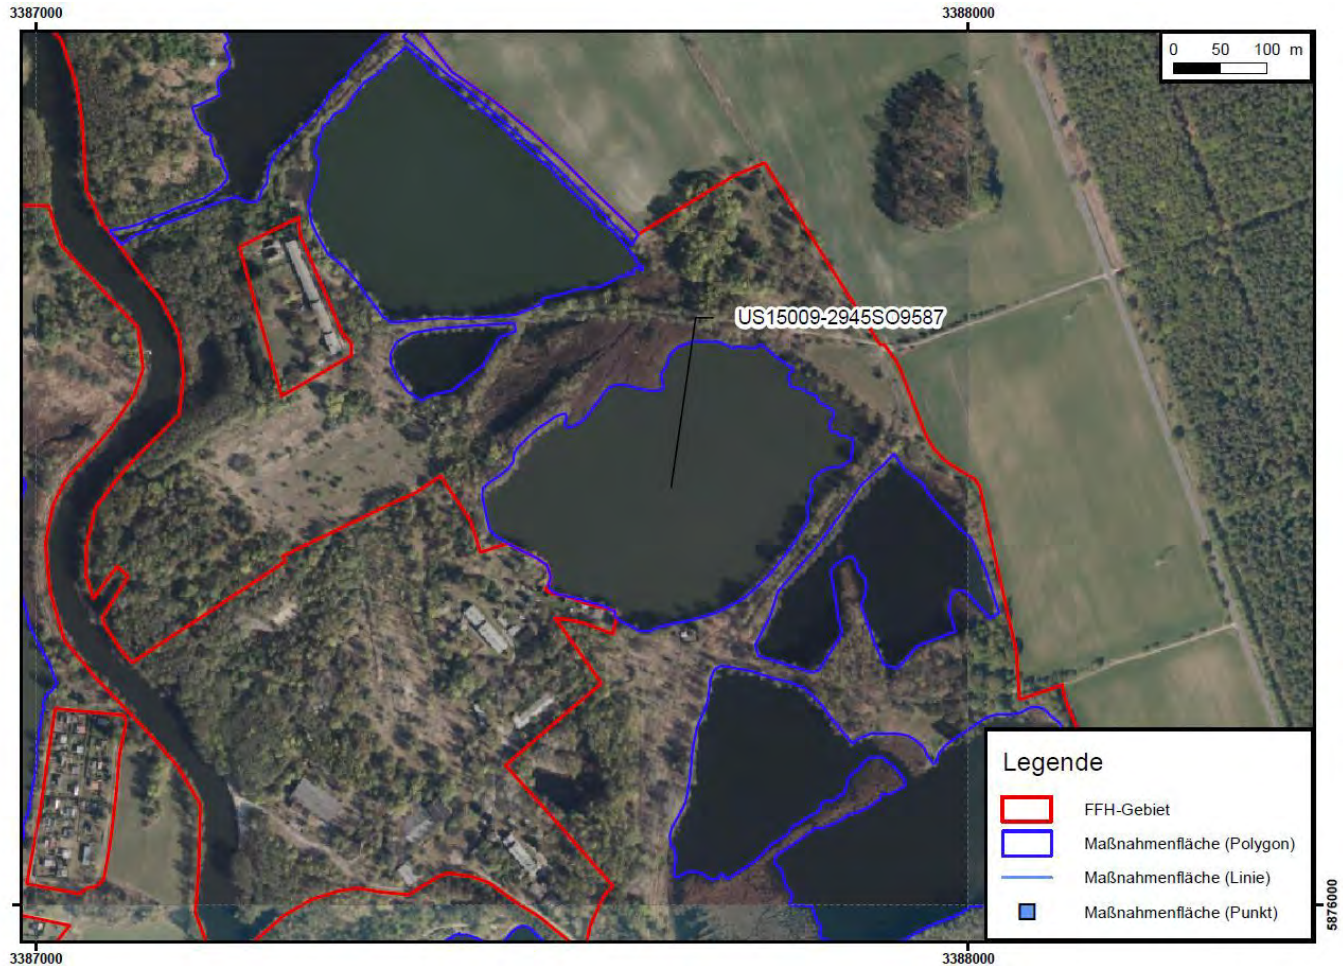 3387000
3388000
0 50 100 m
US15009-2945SO9587
Legende
FFH-Gebiet
Maßnahmenfläche (Polygon)
Maßnahmenfläche (Linie)
Maßnahmenfläche (Punkt)
5876000
3387000
3388000